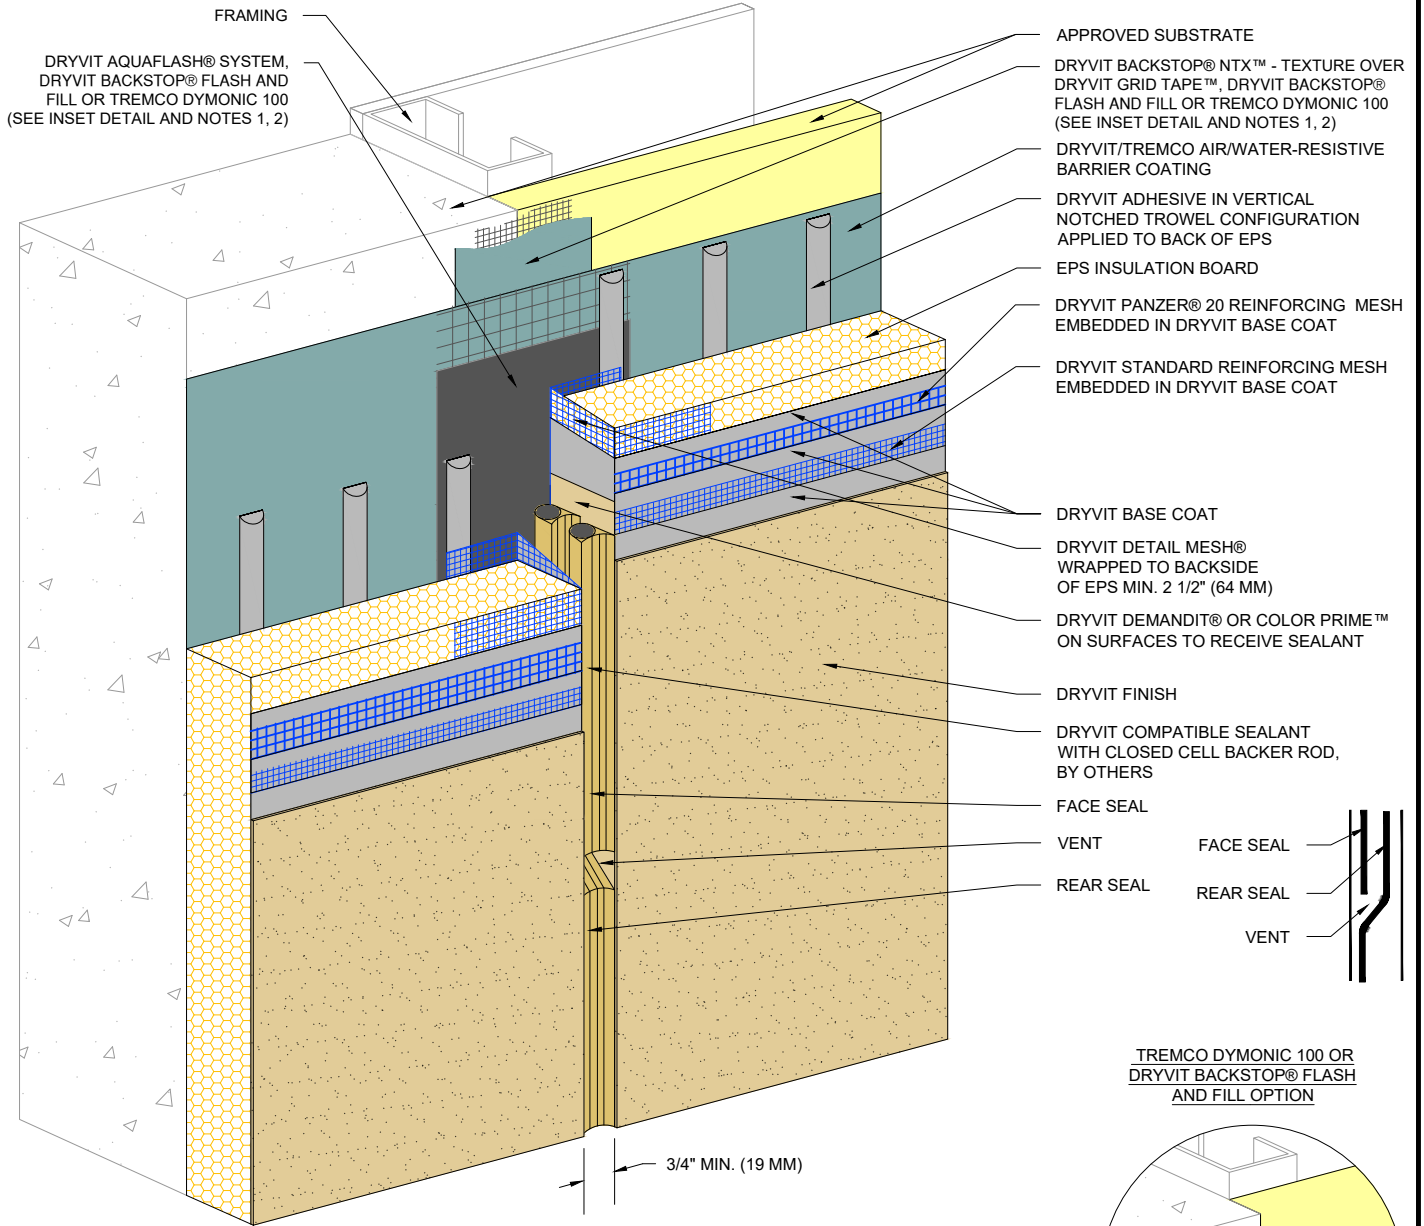 FRAMING
DRYVIT AQUAFLASH® SYSTEM,
DRYVIT BACKSTOP® FLASH AND
FILL OR TREMCO DYMONIC 100
(SEE INSET DETAIL AND NOTES 1, 2)
APPROVED SUBSTRATE
DRYVIT BACKSTOP® NTX™ - TEXTURE OVER
DRYVIT GRID TAPE™, DRYVIT BACKSTOP®
FLASH AND FILL OR TREMCO DYMONIC 100
(SEE INSET DETAIL AND NOTES 1, 2)
DRYVIT/TREMCO AIR/WATER-RESISTIVE
BARRIER COATING
DRYVIT ADHESIVE IN VERTICAL
NOTCHED TROWEL CONFIGURATION
APPLIED TO BACK OF EPS
EPS INSULATION BOARD
DRYVIT PANZER® 20 REINFORCING MESH
EMBEDDED IN DRYVIT BASE COAT
DRYVIT STANDARD REINFORCING MESH
EMBEDDED IN DRYVIT BASE COAT
DRYVIT BASE COAT
DRYVIT DETAIL MESH®
WRAPPED TO BACKSIDE
OF EPS MIN. 2 1/2" (64 MM)
DRYVIT DEMANDIT® OR COLOR PRIME™
ON SURFACES TO RECEIVE SEALANT
DRYVIT FINISH
DRYVIT COMPATIBLE SEALANT
WITH CLOSED CELL BACKER ROD,
BY OTHERS
FACE SEAL
VENT
REAR SEAL
FACE SEAL
REAR SEAL
VENT
TREMCO DYMONIC 100 OR
DRYVIT BACKSTOP® FLASH
AND FILL OPTION
3/4" MIN. (19 MM)